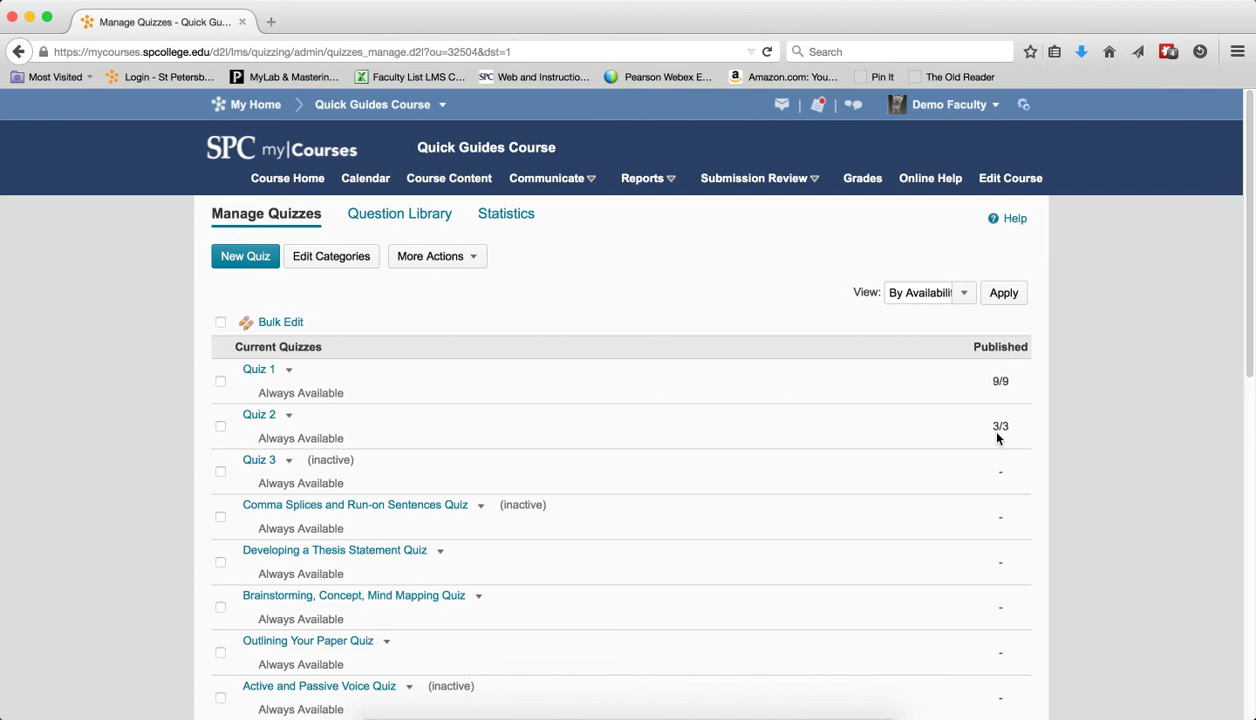 Manage Quizzes - Quick Gu...
https://mycourses.spcollege.edu/d2l/lms/quizzing/admin/quizzes_manage.d2l?ou=32504&dst=1
Search
Most Visited
Login - St Petersb...
MyLab & Masterin...
Faculty List LMS C...
SPC Web and Instructio...
Pearson Webex E...
Amazon.com: You...
Pin It
The Old Reader
My Home
Quick Guides Course
Demo Faculty
SPC my|Courses
Quick Guides Course
Course Home
Calendar
Course Content
Communicate
Reports
Submission Review
Grades
Online Help
Edit Course
Manage Quizzes
Question Library
Statistics
Help
New Quiz
Edit Categories
More Actions
View: By Availabili
Apply
Bulk Edit
Current Quizzes
Published
Quiz 1
Always Available
9/9
Quiz 2
Always Available
3/3
Quiz 3 (inactive)
Always Available
-
Comma Splices and Run-on Sentences Quiz (inactive)
Always Available
-
Developing a Thesis Statement Quiz
Always Available
-
Brainstorming, Concept, Mind Mapping Quiz
Always Available
-
Outlining Your Paper Quiz
Always Available
-
Active and Passive Voice Quiz (inactive)
Always Available
-